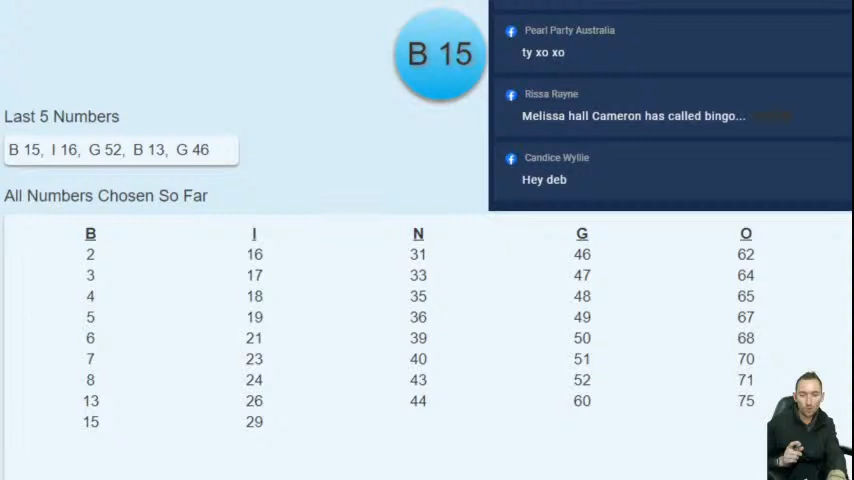 B 15
Pearl Party Australia
ty xo xo
Rissa Rayne
Melissa hall Cameron has called bingo...
Candice Wyllie
Hey deb
Last 5 Numbers
B 15, I 16, G 52, B 13, G 46
All Numbers Chosen So Far
B I N G O
2 16 31 46 62
3 17 33 47 64
4 18 35 48 65
5 19 36 49 67
6 21 39 50 68
7 23 40 51 70
8 24 43 52 71
13 26 44 60 75
15 29